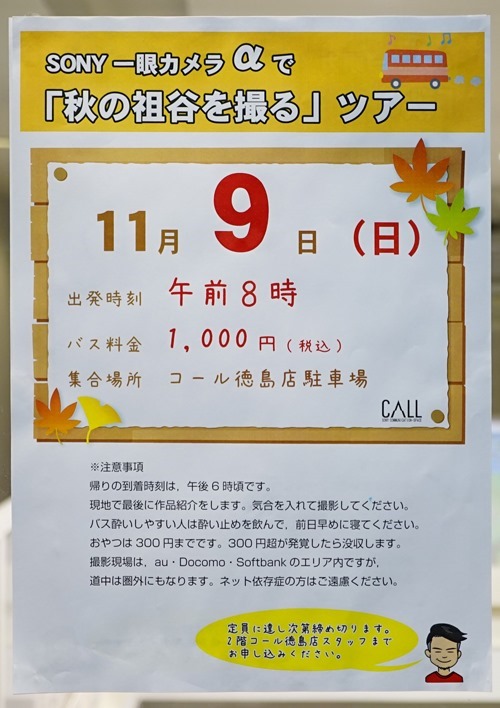 SONY 一眼カメラ α で
「秋の祖谷を撮る」ツアー
11月 9 日 （日）
出発時刻 午前8時
バス料金 1,000円（税込）
集合場所 コール徳島店駐車場
CALL
※注意事項
帰りの到着時刻は，午後6時頃です。
現地で最後に作品紹介をします。気合を入れて撮影してください。
バス酔いしやすい人は酔い止めを飲んで，前日早めに寝てください。
おやつは300円までです。300円超が発覚したら没収します。
撮影現場は，au・Docomo・Softbankのエリア内ですが，
道中は圏外にもなります。ネット依存症の方はご遠慮ください。
定員に達し次第締め切ります。
2階コール徳島店スタッフまで
お申し込みください。